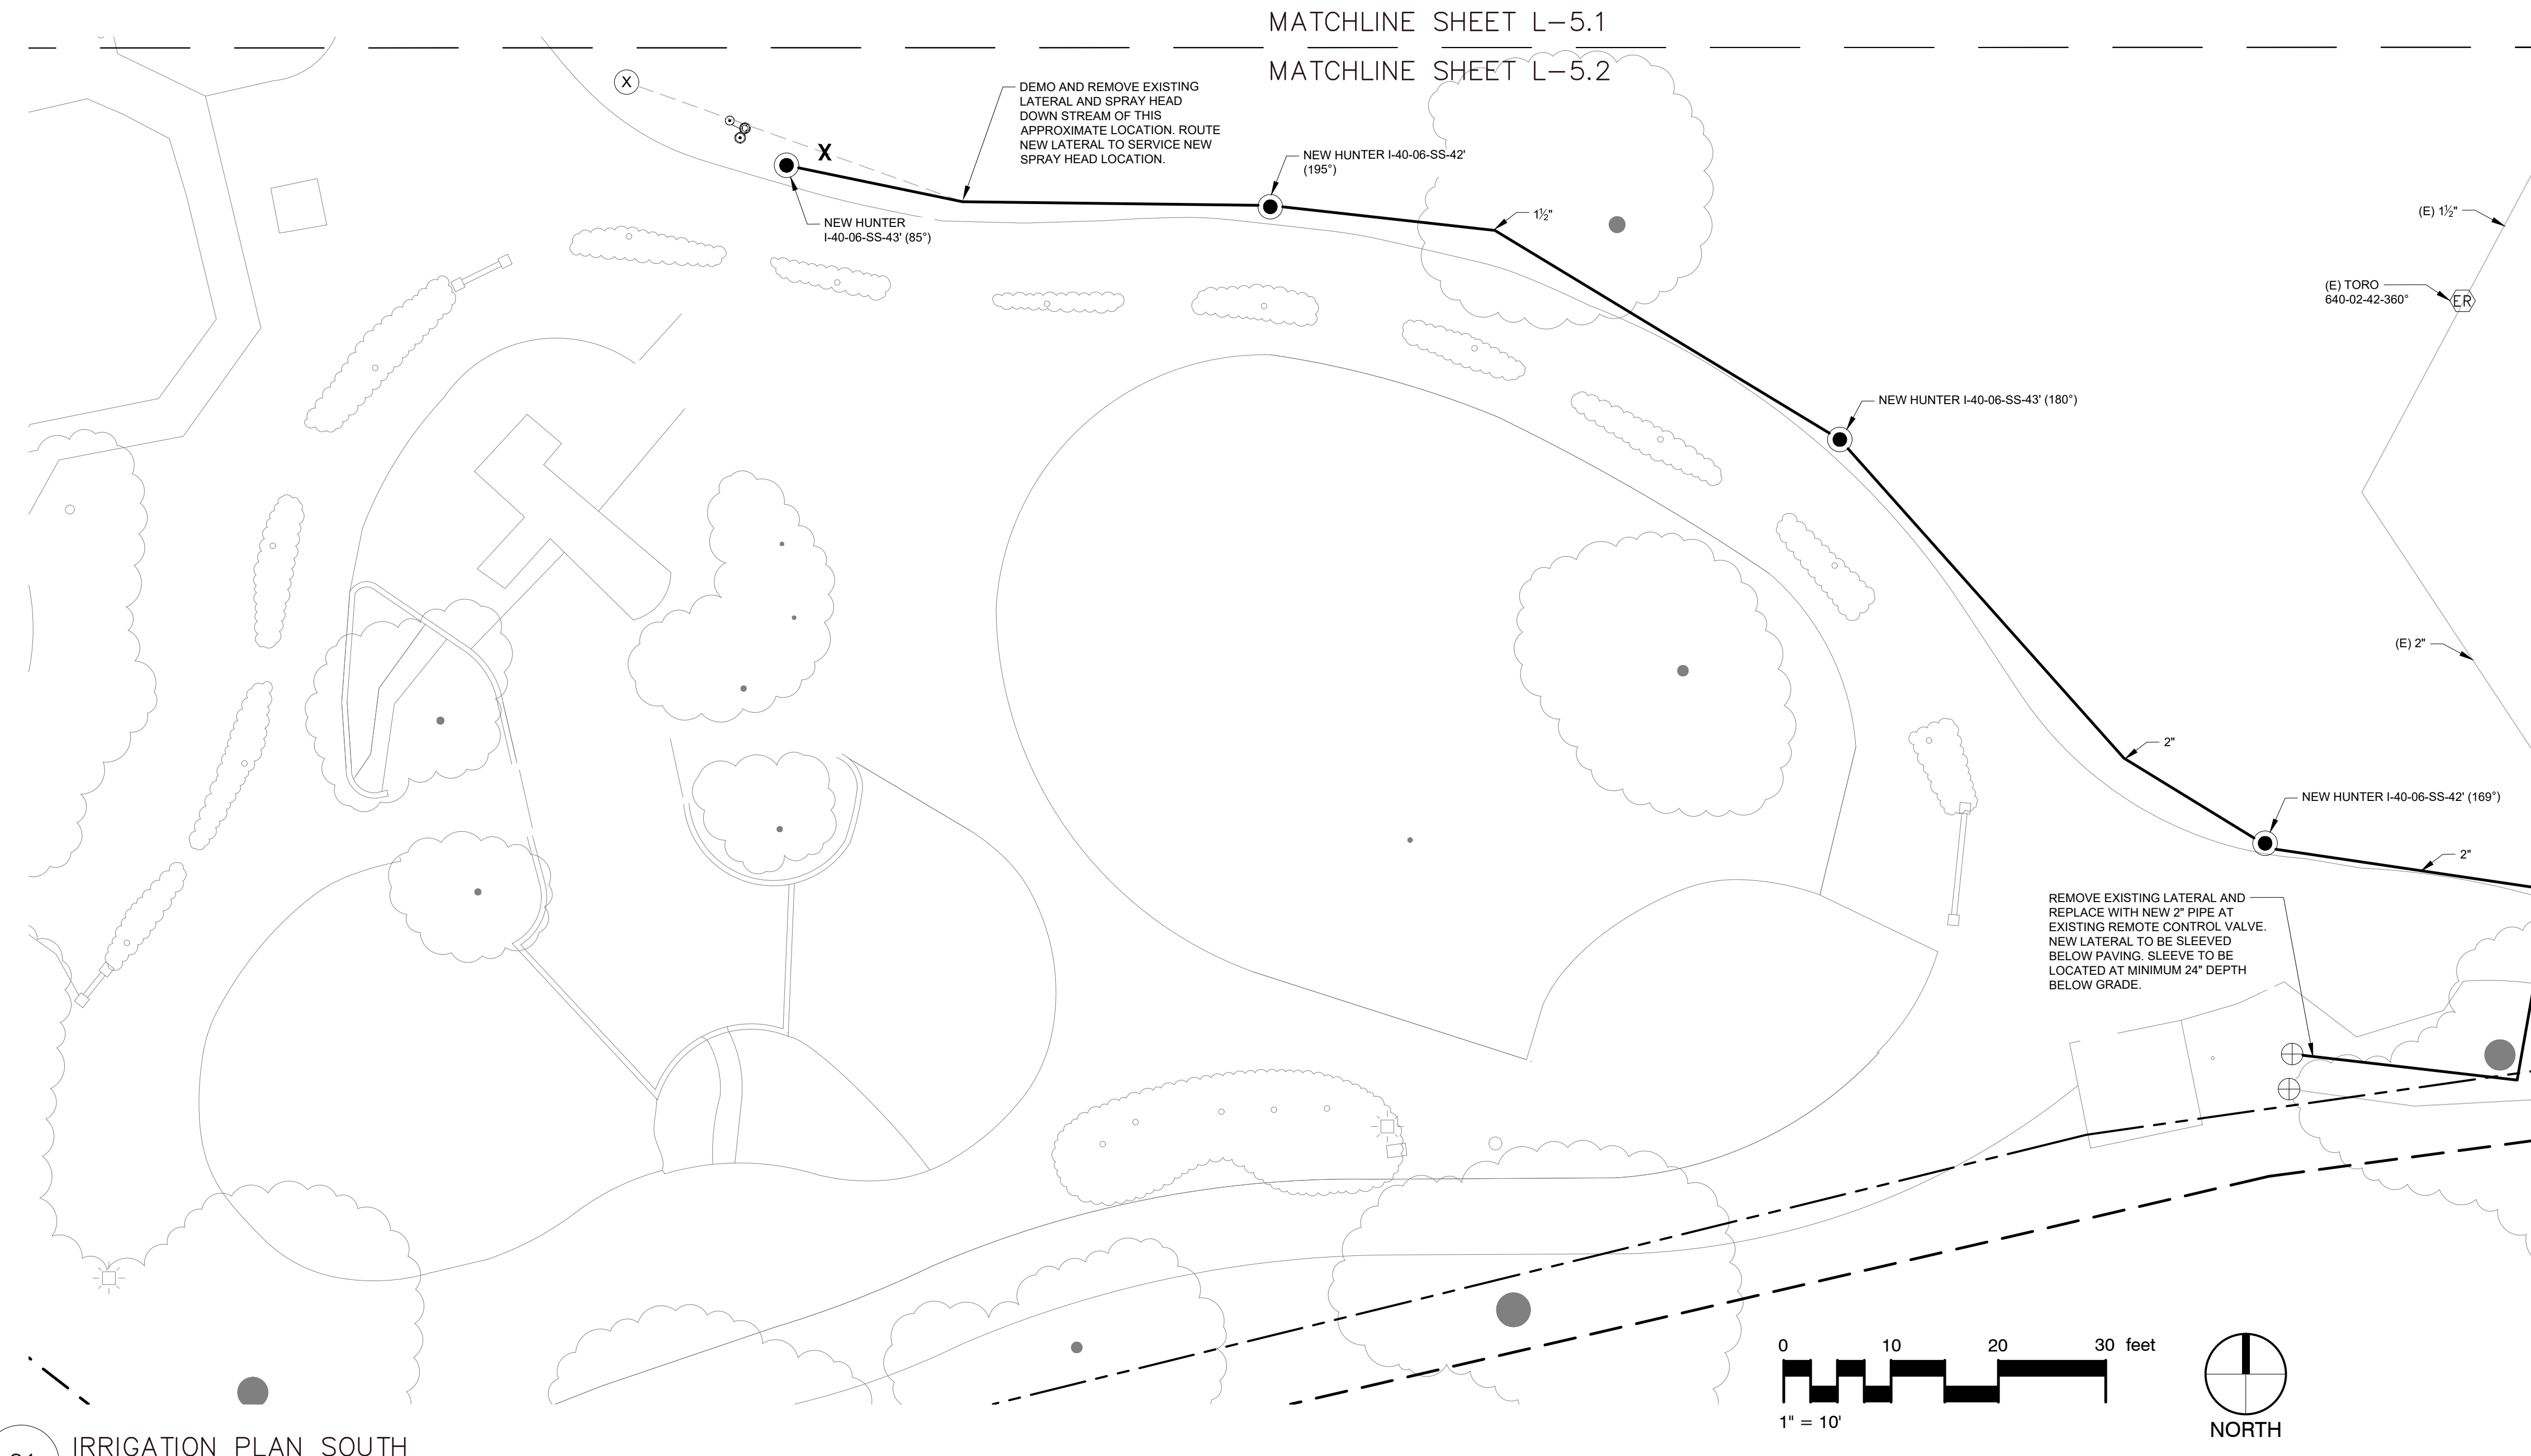 MATCHLINE SHEET L-5.1
MATCHLINE SHEET L-5.2
X
DEMO AND REMOVE EXISTING
LATERAL AND SPRAY HEAD
DOWN STREAM OF THIS
APPROXIMATE LOCATION. ROUTE
NEW LATERAL TO SERVICE NEW
SPRAY HEAD LOCATION.
X
NEW HUNTER I-40-06-SS-42'
(195°)
NEW HUNTER
I-40-06-SS-43' (85°)
1½"
(E) 1½"
(E) TORO
640-02-42-360°
ER
NEW HUNTER I-40-06-SS-43' (180°)
(E) 2"
2"
NEW HUNTER I-40-06-SS-42' (169°)
2"
REMOVE EXISTING LATERAL AND
REPLACE WITH NEW 2" PIPE AT
EXISTING REMOTE CONTROL VALVE.
NEW LATERAL TO BE SLEEVED
BELOW PAVING. SLEEVE TO BE
LOCATED AT MINIMUM 24" DEPTH
BELOW GRADE.
0 10 20 30 feet
1" = 10'
NORTH
IRRIGATION PLAN SOUTH